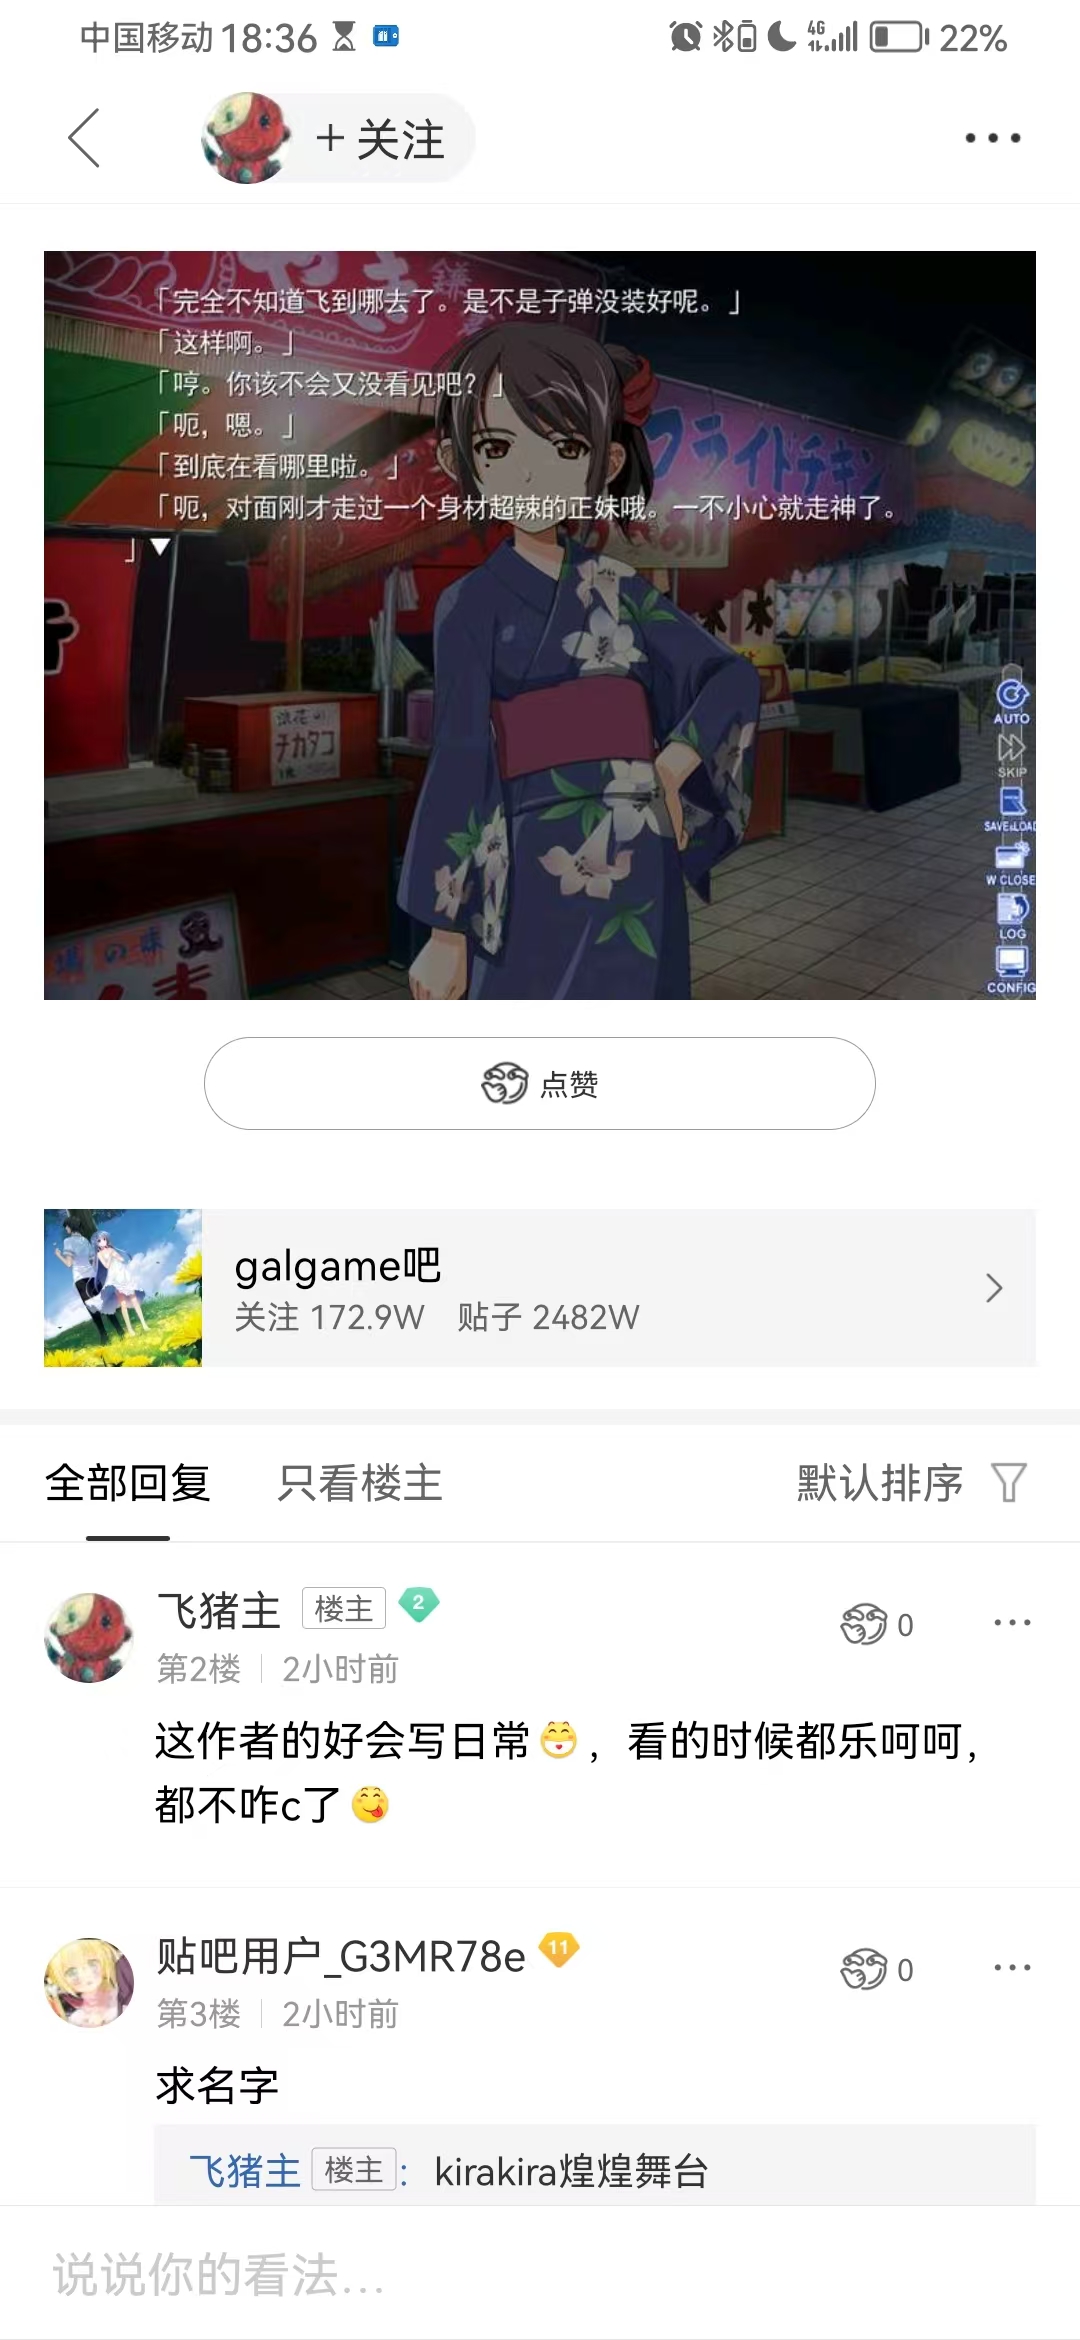 中国移动 18:36 4G 22%
+ 关注
「完全不知道飞到哪去了。是不是子弹没装好呢。」
「这样啊。」
「哼。你该不会又没看见吧？」
「呃，嗯。」
「到底在看哪里啦。」
「呃，对面刚才走过一个身材超辣的正妹哦。一不小心就走神了。
」▼
フライドチキン
チカタコ
AUTO
SKIP
SAVE&LOAD
W CLOSE
LOG
CONFIG
点赞
galgame吧
关注 172.9W 贴子 2482W
全部回复 只看楼主 默认排序
飞猪主 楼主 2
0
第2楼 2小时前
这作者的好会写日常，看的时候都乐呵呵，
都不咋c了
贴吧用户_G3MR78e 11
0
第3楼 2小时前
求名字
飞猪主 楼主： kirakira煌煌舞台
说说你的看法...